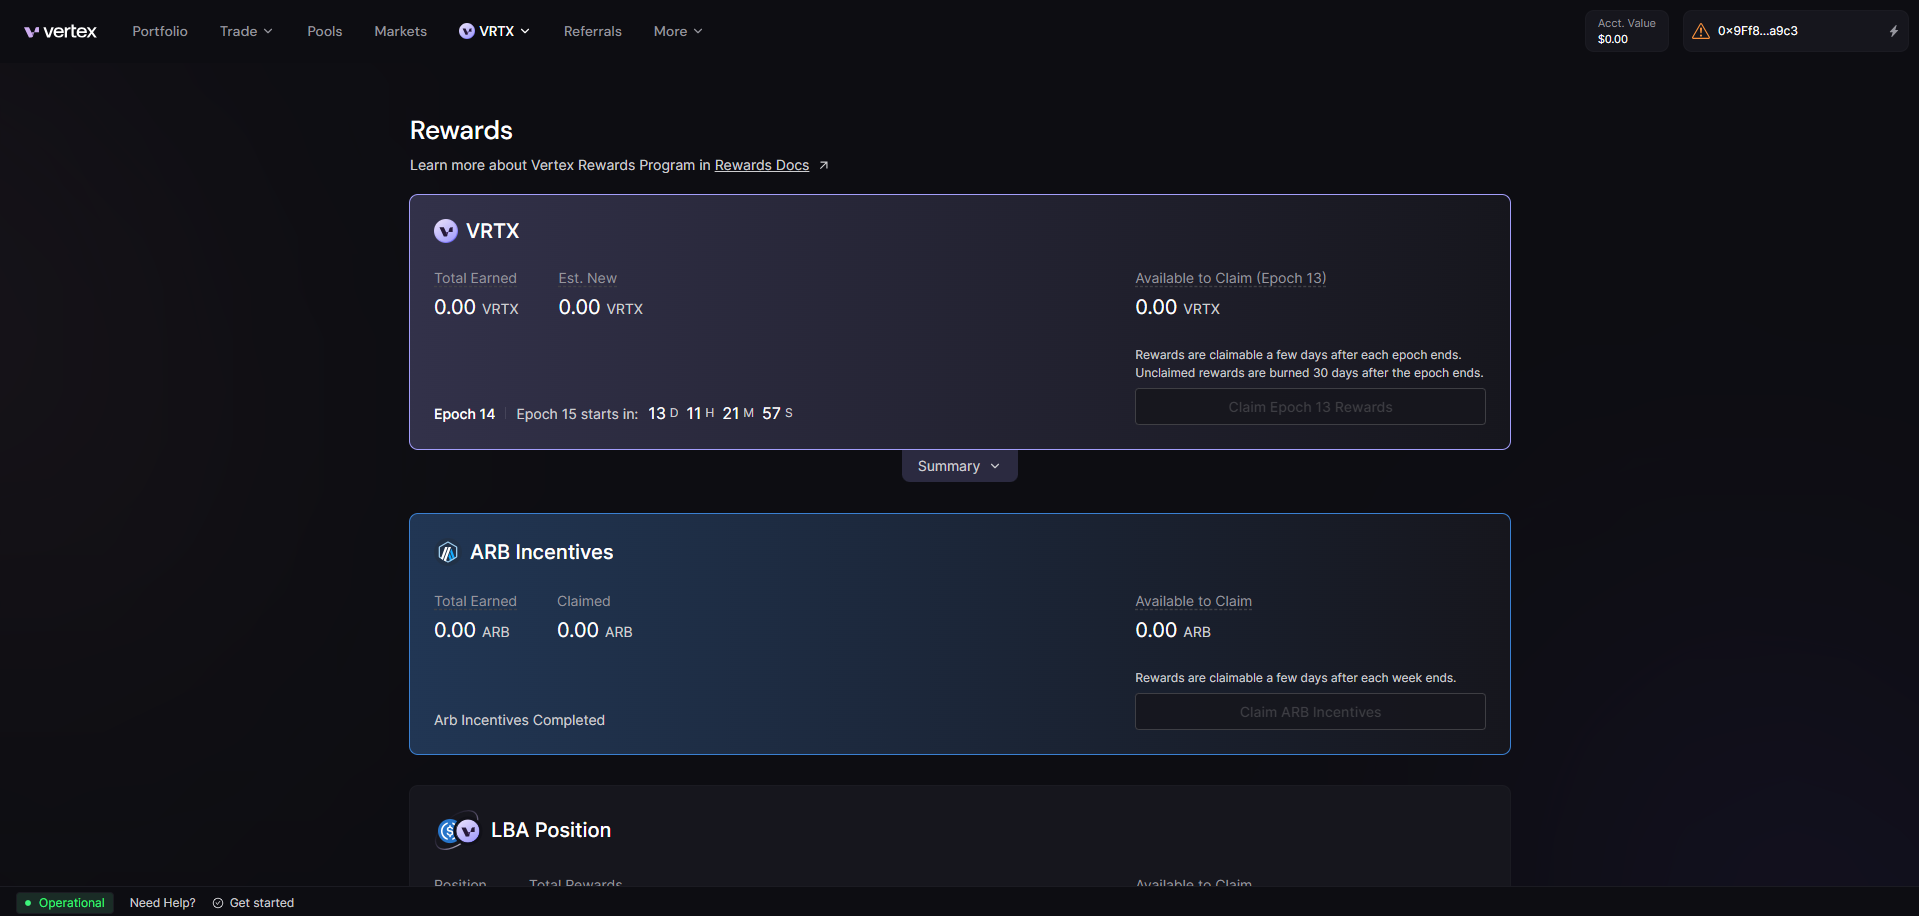 vertex Portfolio Trade Pools Markets VRTX Referrals More Acct. Value $0.00 0x9Ff8...a9c3
Rewards
Learn more about Vertex Rewards Program in Rewards Docs
VRTX
Total Earned Est. New Available to Claim (Epoch 13)
0.00 VRTX 0.00 VRTX 0.00 VRTX
Rewards are claimable a few days after each epoch ends.
Unclaimed rewards are burned 30 days after the epoch ends.
Epoch 14 Epoch 15 starts in: 13 D 11 H 21 M 57 S Claim Epoch 13 Rewards
Summary
ARB Incentives
Total Earned Claimed Available to Claim
0.00 ARB 0.00 ARB 0.00 ARB
Rewards are claimable a few days after each week ends.
Arb Incentives Completed Claim ARB Incentives
LBA Position
Position Total Rewards Available to Claim
Operational Need Help? Get started